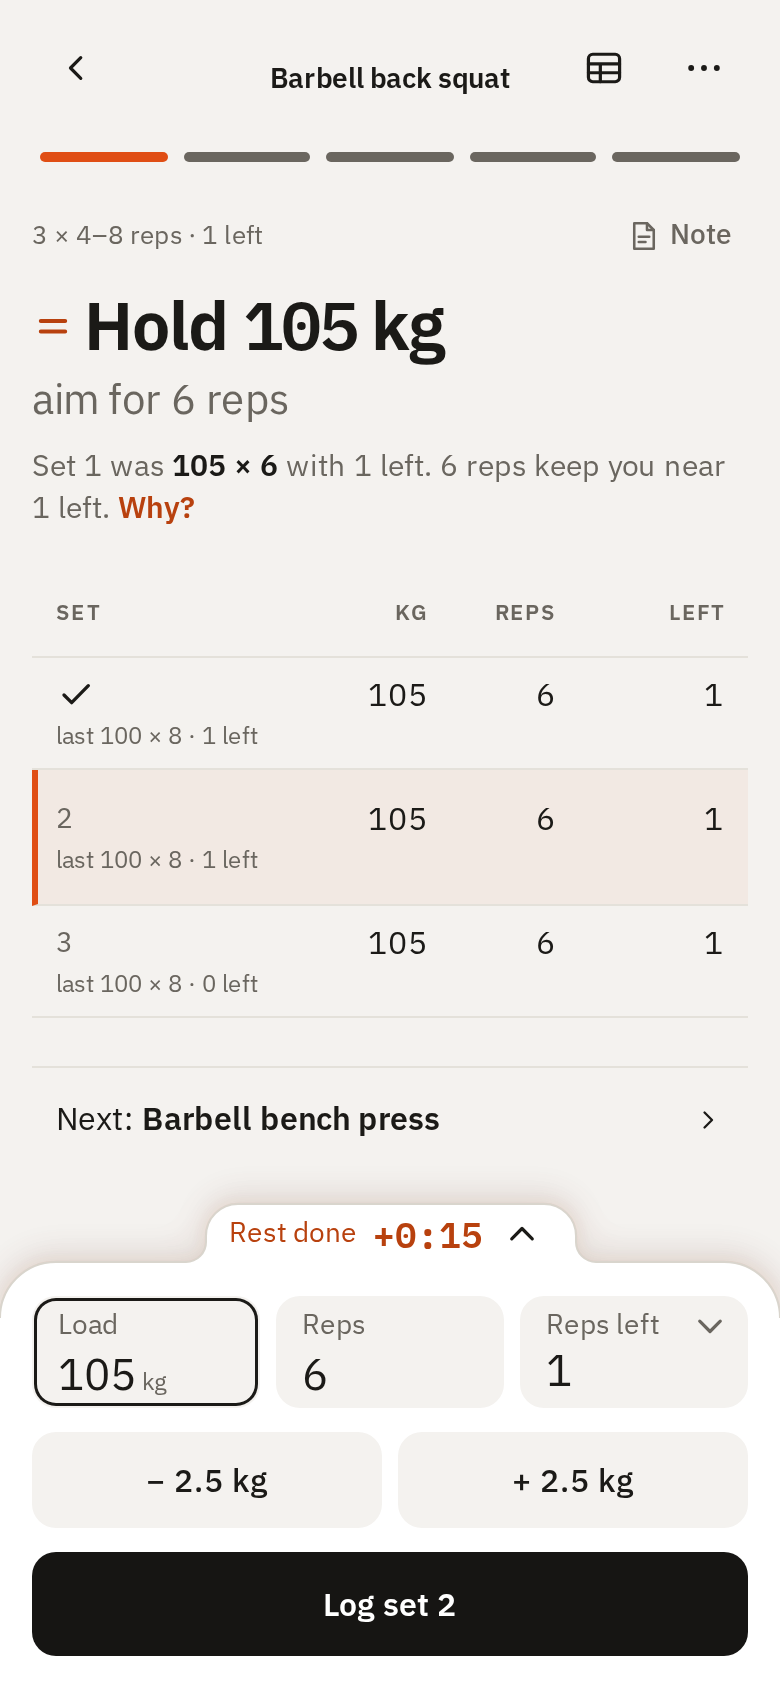 Barbell back squat
3 × 4–8 reps · 1 left
Note
= Hold 105 kg
aim for 6 reps
Set 1 was 105 × 6 with 1 left. 6 reps keep you near
1 left. Why?
SET KG REPS LEFT
105 6 1
last 100 × 8 · 1 left
2 105 6 1
last 100 × 8 · 1 left
3 105 6 1
last 100 × 8 · 0 left
Next: Barbell bench press
Rest done +0:15
Load Reps Reps left
105 kg 6 1
− 2.5 kg + 2.5 kg
Log set 2